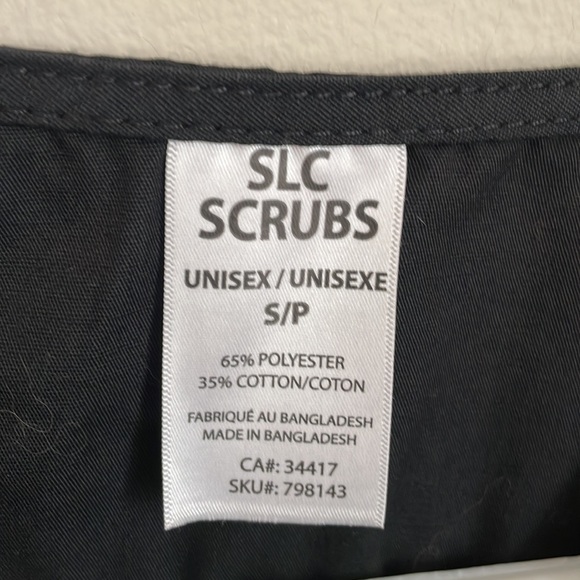 SLC
SCRUBS
UNISEX / UNISEXE
S/P
65% POLYESTER
35% COTTON/COTON
FABRIQUÉ AU BANGLADESH
MADE IN BANGLADESH
CA#: 34417
SKU#: 798143